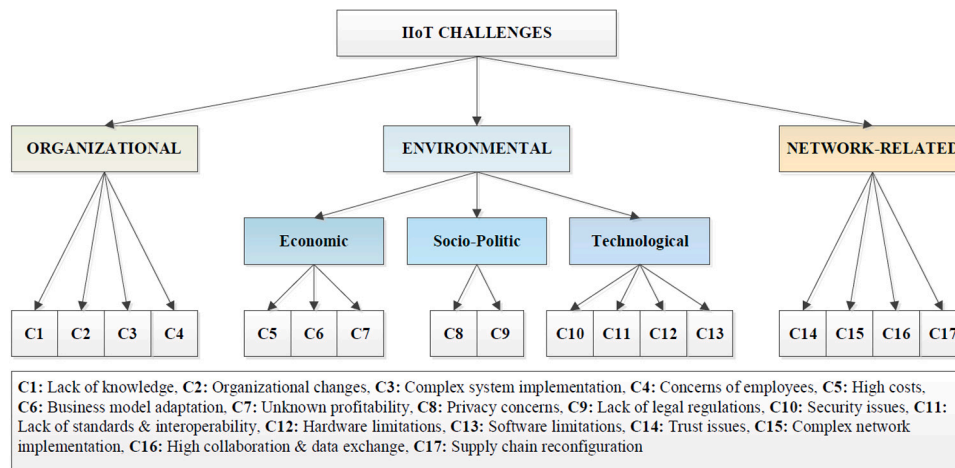 IIoT CHALLENGES
ORGANIZATIONAL
ENVIRONMENTAL
NETWORK-RELATED
Economic
Socio-Politic
Technological
C1 C2 C3 C4 C5 C6 C7 C8 C9 C10 C11 C12 C13 C14 C15 C16 C17
C1: Lack of knowledge, C2: Organizational changes, C3: Complex system implementation, C4: Concerns of employees, C5: High costs,
C6: Business model adaptation, C7: Unknown profitability, C8: Privacy concerns, C9: Lack of legal regulations, C10: Security issues, C11:
Lack of standards & interoperability, C12: Hardware limitations, C13: Software limitations, C14: Trust issues, C15: Complex network
implementation, C16: High collaboration & data exchange, C17: Supply chain reconfiguration